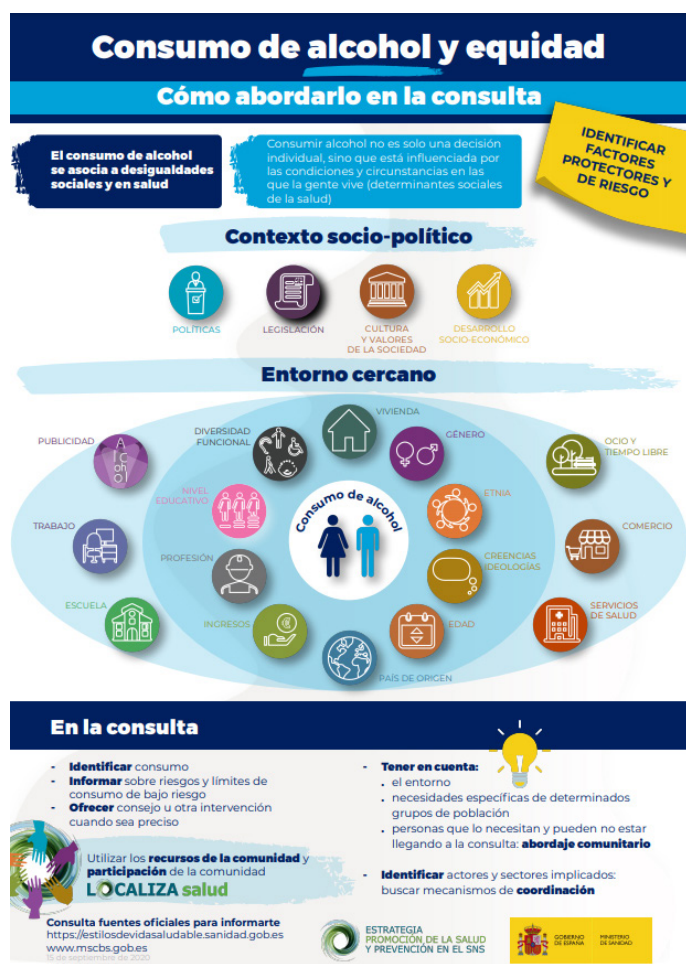 Consumo de alcohol y equidad
Cómo abordarlo en la consulta
El consumo de alcohol
se asocia a desigualdades
sociales y en salud
Consumir alcohol no es solo una decisión
individual, sino que está influenciada por
las condiciones y circunstancias en las
que la gente vive (determinantes sociales
de la salud)
IDENTIFICAR
FACTORES
PROTECTORES Y
DE RIESGO
Contexto socio-político
POLÍTICAS
LEGISLACIÓN
CULTURA
Y VALORES
DE LA SOCIEDAD
DESARROLLO
SOCIO-ECONÓMICO
Entorno cercano
PUBLICIDAD
Alcohol
DIVERSIDAD
FUNCIONAL
VIVIENDA
GÉNERO
OCIO Y
TIEMPO LIBRE
NIVEL
EDUCATIVO
Consumo de alcohol
ETNIA
TRABAJO
COMERCIO
PROFESIÓN
CREENCIAS
IDEOLOGÍAS
ESCUELA
INGRESOS
EDAD
SERVICIOS
DE SALUD
PAÍS DE ORIGEN
En la consulta
- Identificar consumo
- Informar sobre riesgos y límites de
consumo de bajo riesgo
- Ofrecer consejo u otra intervención
cuando sea preciso
Utilizar los recursos de la comunidad y
participación de la comunidad
LOCALIZA salud
- Tener en cuenta:
. el entorno
. necesidades específicas de determinados
grupos de población
. personas que lo necesitan y pueden no estar
llegando a la consulta: abordaje comunitario
- Identificar actores y sectores implicados:
buscar mecanismos de coordinación
Consulta fuentes oficiales para informarte
https://estilosdevidasaludable.sanidad.gob.es
www.mscbs.gob.es
15 de septiembre de 2020
ESTRATEGIA
PROMOCIÓN DE LA SALUD
Y PREVENCIÓN EN EL SNS
GOBIERNO
DE ESPAÑA
MINISTERIO
DE SANIDAD